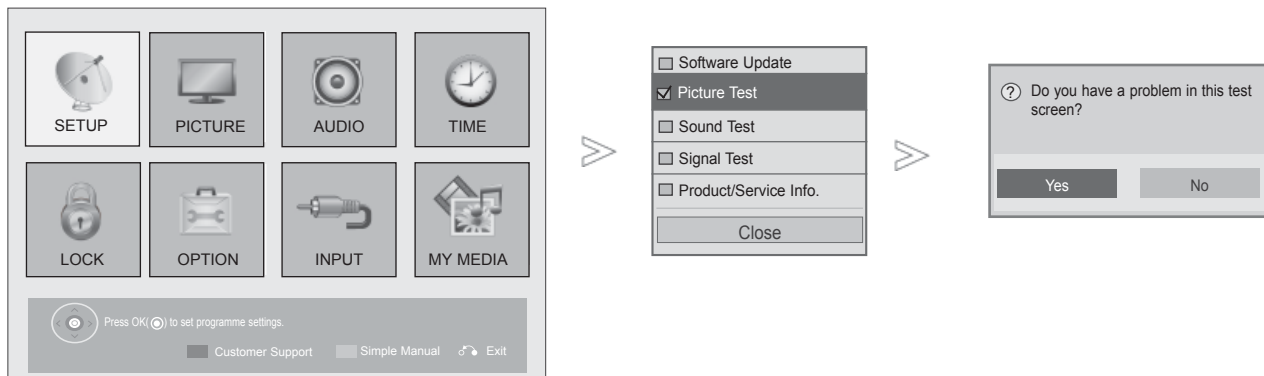 SETUP PICTURE AUDIO TIME
LOCK OPTION INPUT MY MEDIA
Press OK( ) to set programme settings.
Customer Support Simple Manual Exit
Software Update
Picture Test
Sound Test
Signal Test
Product/Service Info.
Close
? Do you have a problem in this test
screen?
Yes No